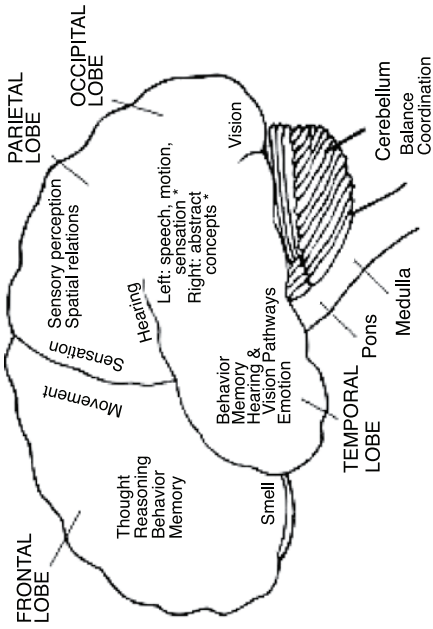 FRONTAL
LOBE
PARIETAL
LOBE
OCCIPITAL
LOBE
Thought
Reasoning
Behavior
Memory
Movement
Sensation
Sensory perception
Spatial relations
Hearing
Left: speech, motion,
sensation *
Right: abstract
concepts *
Vision
Smell
Behavior
Memory
Hearing &
Vision Pathways
Emotion
TEMPORAL
LOBE
Pons
Medulla
Cerebellum
Balance
Coordination